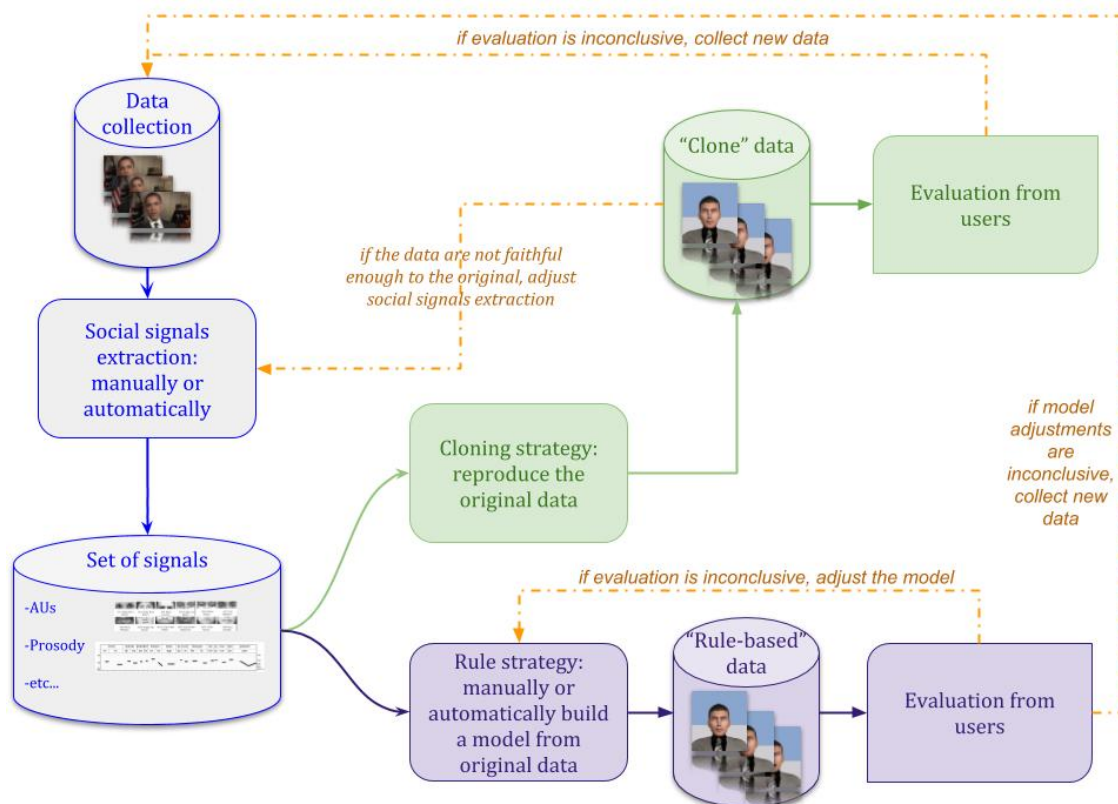 if evaluation is inconclusive, collect new data
Data
collection
"Clone" data
Evaluation from
users
if the data are not faithful
enough to the original, adjust
social signals extraction
Social signals
extraction:
manually or
automatically
Cloning strategy:
reproduce the
original data
if model
adjustments
are
inconclusive,
collect new
data
Set of signals
-AUs
-Prosody
-etc...
if evaluation is inconclusive, adjust the model
Rule strategy:
manually or
automatically build
a model from
original data
"Rule-based"
data
Evaluation from
users